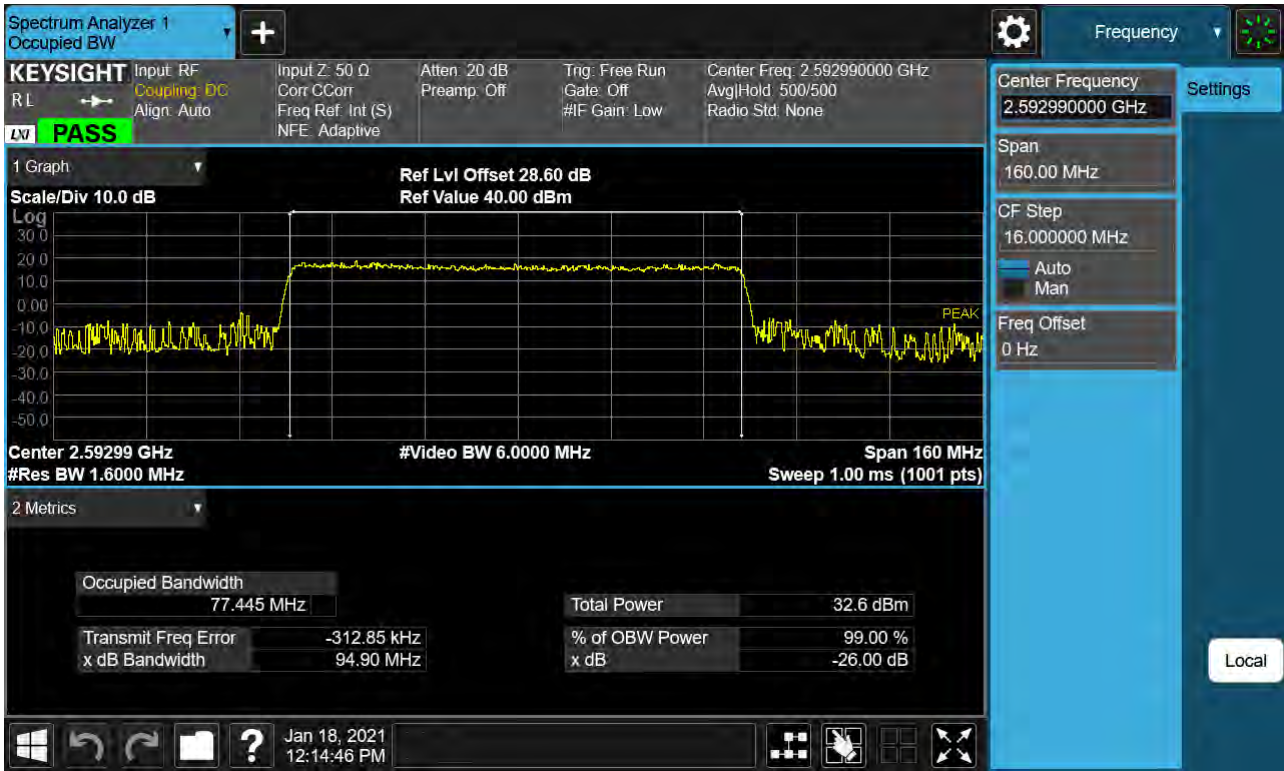 Spectrum Analyzer 1
Occupied BW
▼
+
Frequency
▼
KEYSIGHT
RL
LXI
PASS
Input: RF
Coupling: DC
Align: Auto
Input Z: 50 Ω
Corr CCorr
Freq Ref: Int (S)
NFE: Adaptive
Atten: 20 dB
Preamp: Off
Trig: Free Run
Gate: Off
#IF Gain: Low
Center Freq: 2.592990000 GHz
Avg|Hold: 500/500
Radio Std: None
1 Graph
▼
Scale/Div 10.0 dB
Ref Lvl Offset 28.60 dB
Ref Value 40.00 dBm
Log
30.0
20.0
10.0
0.00
-10.0
-20.0
-30.0
-40.0
-50.0
PEAK
Center 2.59299 GHz
#Video BW 6.0000 MHz
Span 160 MHz
#Res BW 1.6000 MHz
Sweep 1.00 ms (1001 pts)
2 Metrics
▼
Occupied Bandwidth
77.445 MHz
Total Power 32.6 dBm
Transmit Freq Error -312.85 kHz
% of OBW Power 99.00 %
x dB Bandwidth 94.90 MHz
x dB -26.00 dB
Center Frequency
2.592990000 GHz
Settings
Span
160.00 MHz
CF Step
16.000000 MHz
Auto
Man
Freq Offset
0 Hz
Local
?
Jan 18, 2021
12:14:46 PM